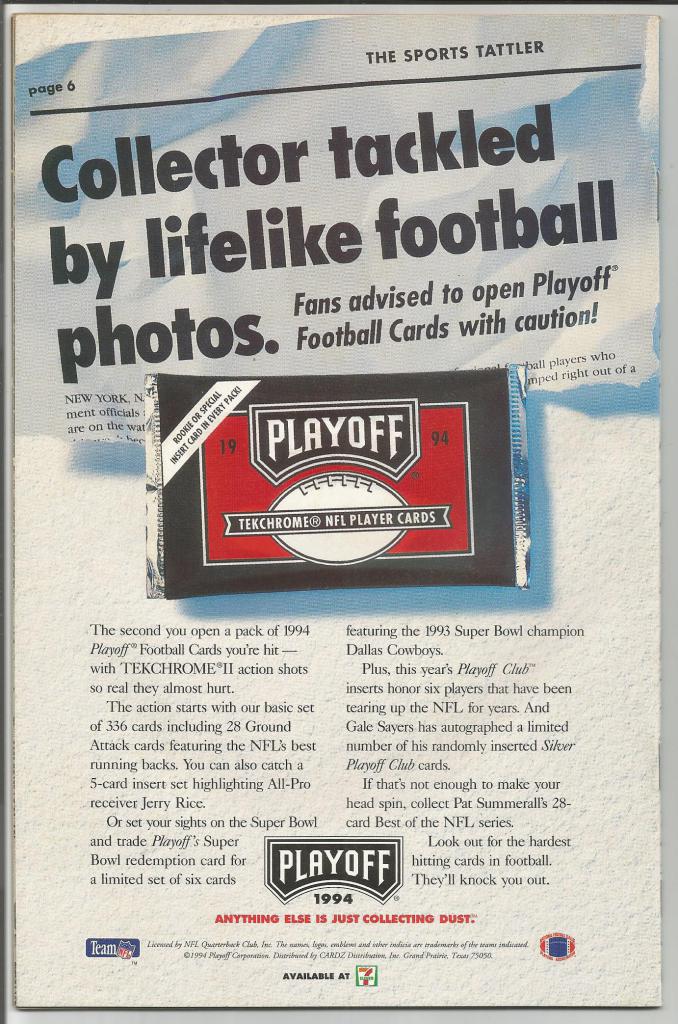 THE SPORTS TATTLER
page 6
Collector tackled
by lifelike football
photos.
Fans advised to open Playoff®
Football Cards with caution!
NEW YORK, N.
ment officials
are on the wat
ball players who
mped right out of a
ROOKIE OR SPECIAL
INSERT CARD IN EVERY PACK!
19 PLAYOFF 94
®
TEKCHROME® NFL PLAYER CARDS
The second you open a pack of 1994
Playoff® Football Cards you're hit —
with TEKCHROME®II action shots
so real they almost hurt.
The action starts with our basic set
of 336 cards including 28 Ground
Attack cards featuring the NFL's best
running backs. You can also catch a
5-card insert set highlighting All-Pro
receiver Jerry Rice.
Or set your sights on the Super Bowl
and trade Playoff's Super
Bowl redemption card for
a limited set of six cards
featuring the 1993 Super Bowl champion
Dallas Cowboys.
Plus, this year's Playoff Club™
inserts honor six players that have been
tearing up the NFL for years. And
Gale Sayers has autographed a limited
number of his randomly inserted Silver
Playoff Club cards.
If that's not enough to make your
head spin, collect Pat Summerall's 28-
card Best of the NFL series.
Look out for the hardest
hitting cards in football.
They'll knock you out.
PLAYOFF
1994
®
ANYTHING ELSE IS JUST COLLECTING DUST.
Team NFL
™
Licensed by NFL Quarterback Club, Inc. The names, logos, emblems and other indicia are trademarks of the teams indicated.
©1994 Playoff Corporation. Distributed by CARDZ Distribution, Inc. Grand Prairie, Texas 75050.
AVAILABLE AT 7 ELEVEN